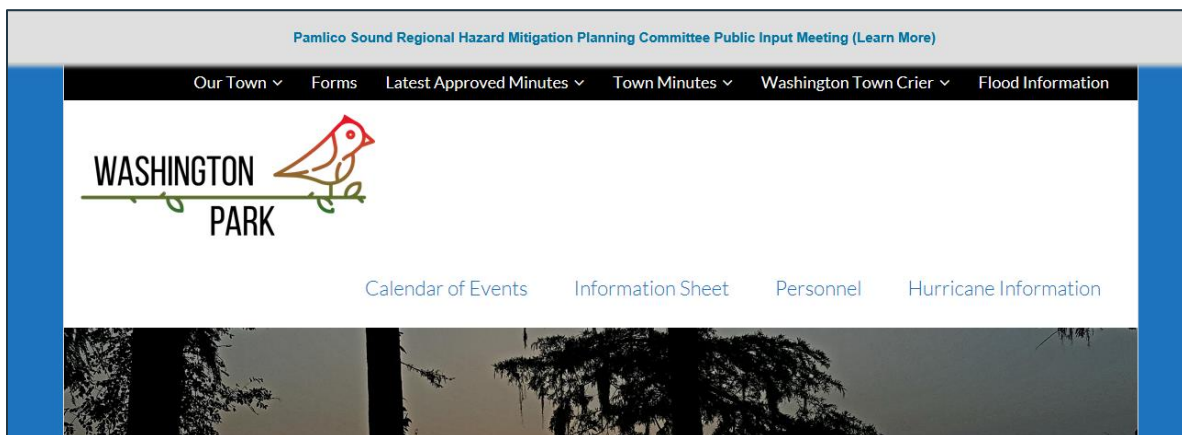 Pamlico Sound Regional Hazard Mitigation Planning Committee Public Input Meeting (Learn More)
Our Town Forms Latest Approved Minutes Town Minutes Washington Town Crier Flood Information
WASHINGTON
PARK
Calendar of Events Information Sheet Personnel Hurricane Information